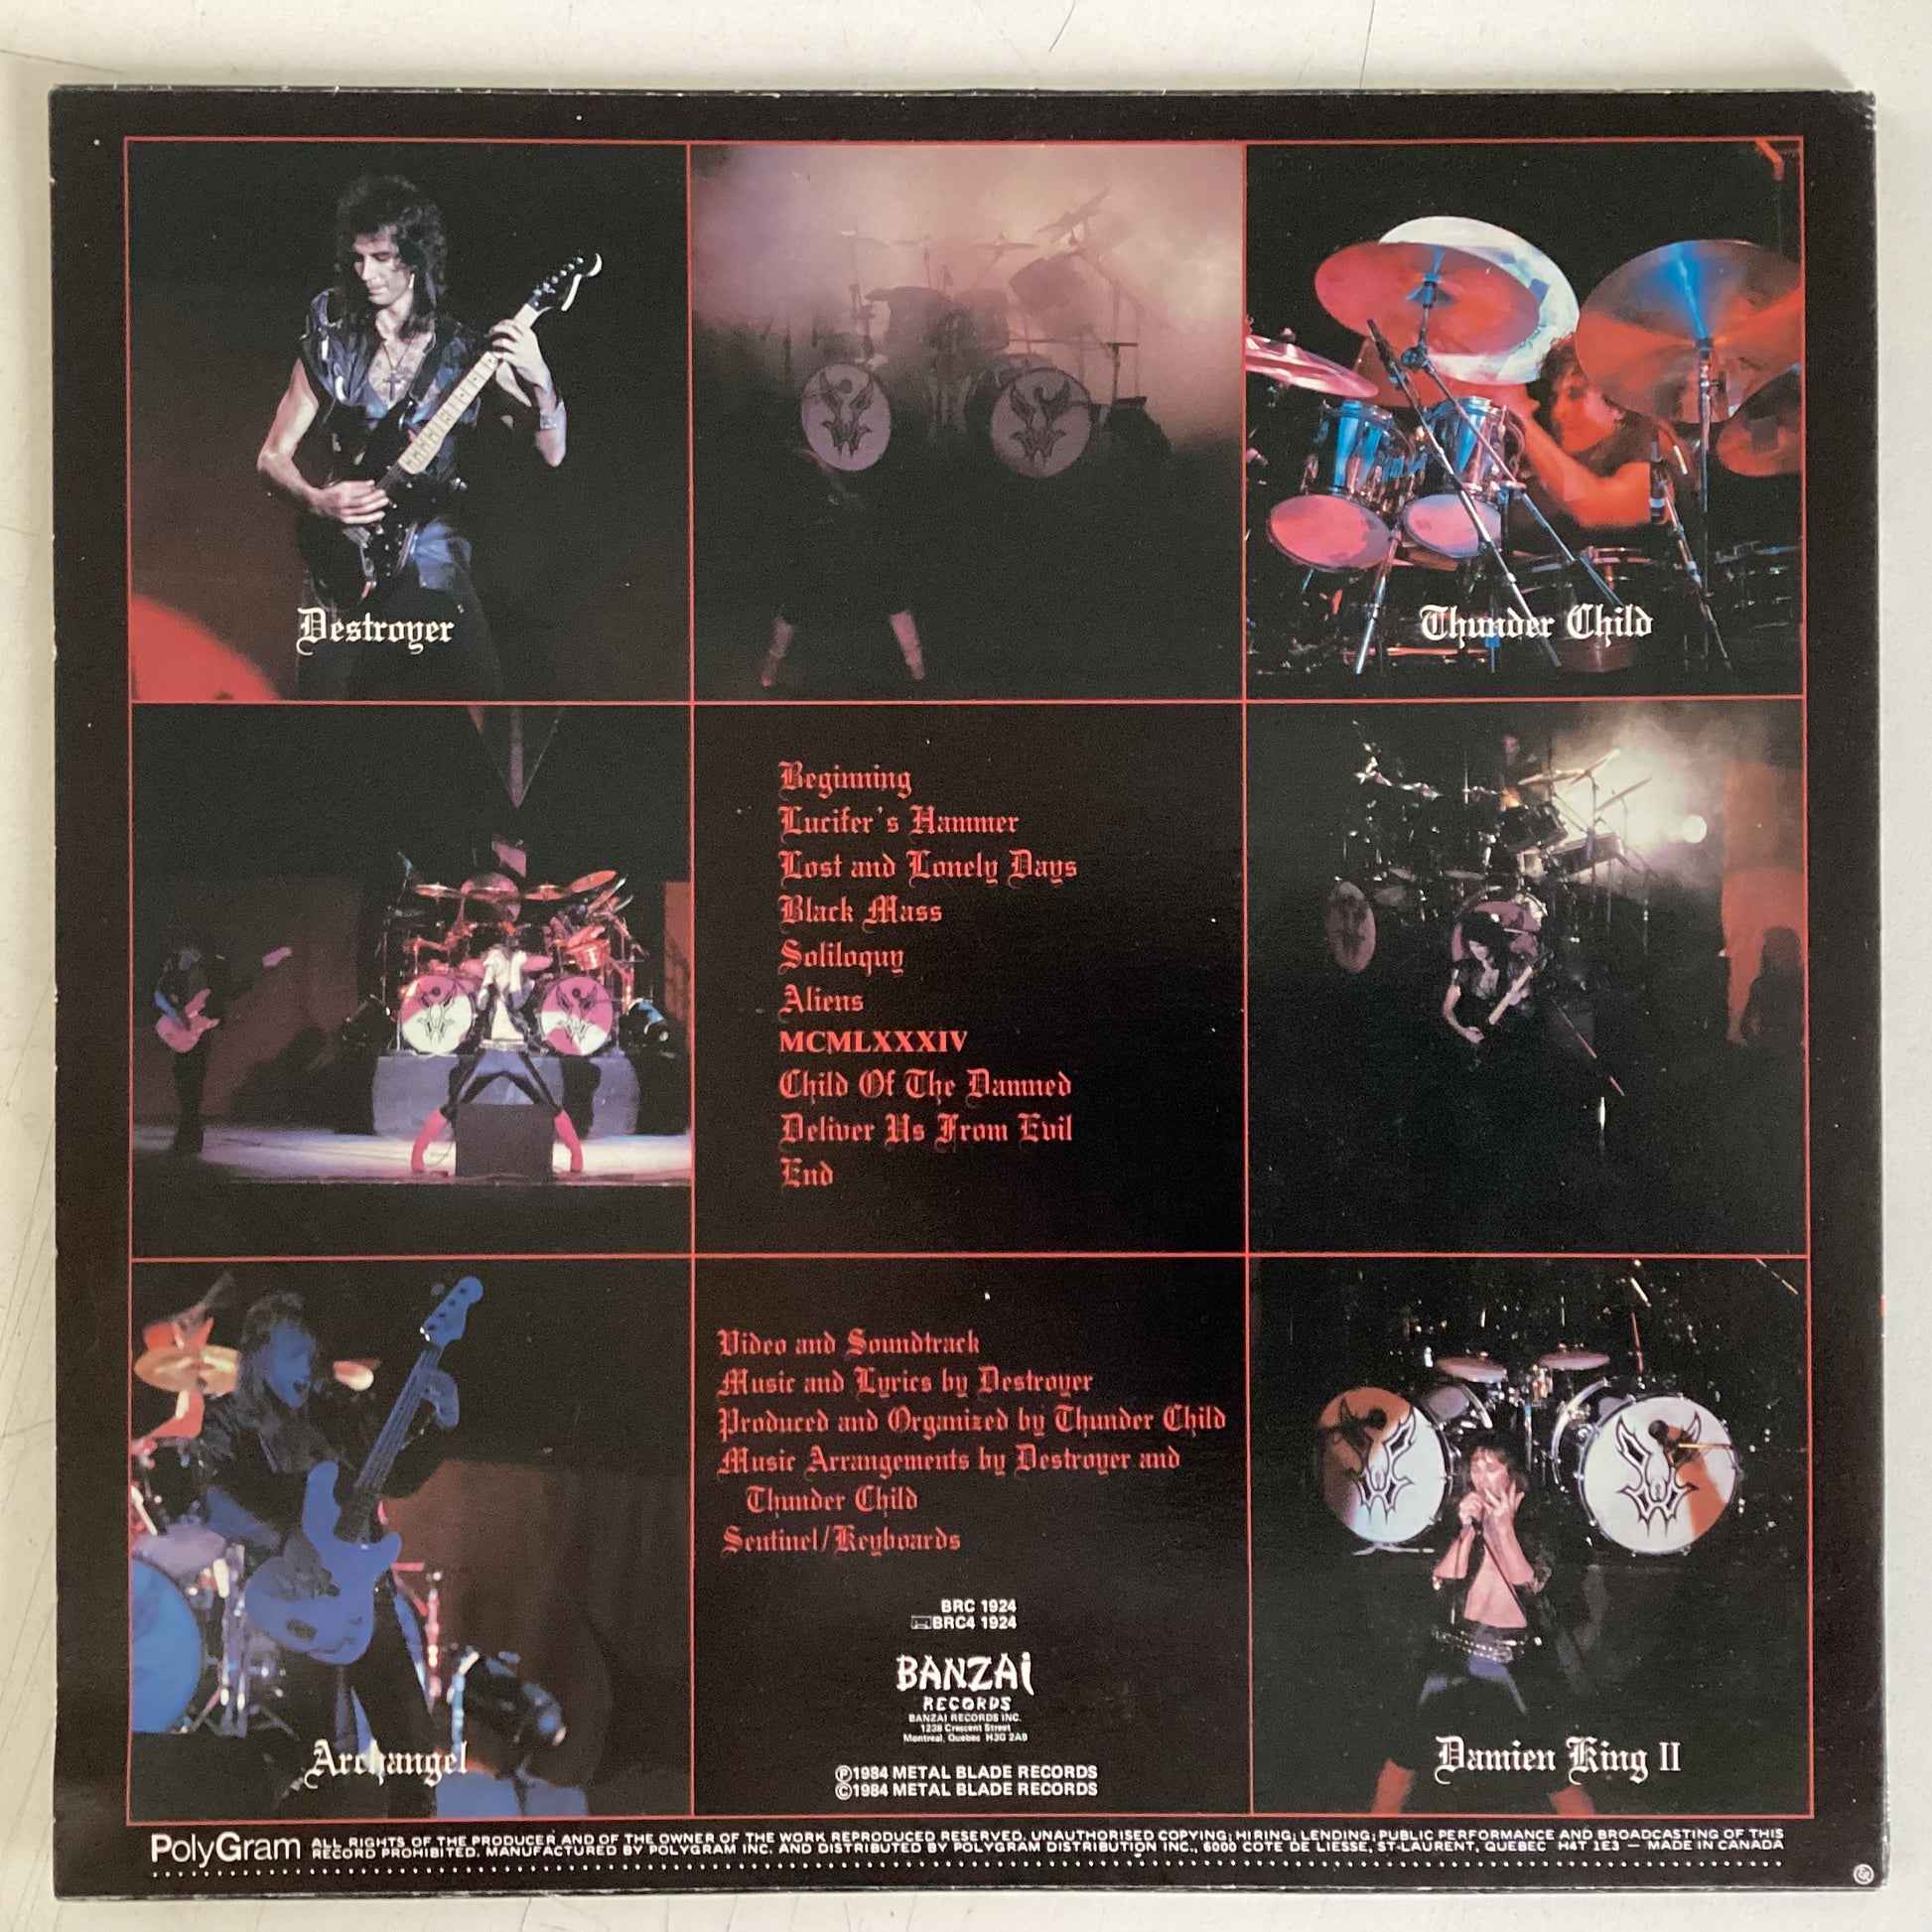 Destroyer
Thunder Child
Beginning
Lucifer's Hammer
Lost and Lonely Days
Black Mass
Soliloquy
Aliens
MCMLXXXIV
Child Of The Damned
Deliver Us From Evil
End
Video and Soundtrack
Music and Lyrics by Destroyer
Produced and Organized by Thunder Child
Music Arrangements by Destroyer and
Thunder Child
Sentinel/Keyboards
BRC 1924
BRC4 1924
BANZAI
RECORDS
BANZAI RECORDS INC.
1238 Crescent Street
Montreal, Quebec H3G 2A9
Archangel
Damien King II
Ⓟ1984 METAL BLADE RECORDS
©1984 METAL BLADE RECORDS
PolyGram
ALL RIGHTS OF THE PRODUCER AND OF THE OWNER OF THE WORK REPRODUCED RESERVED. UNAUTHORISED COPYING; HIRING; LENDING; PUBLIC PERFORMANCE AND BROADCASTING OF THIS
RECORD PROHIBITED. MANUFACTURED BY POLYGRAM INC. AND DISTRIBUTED BY POLYGRAM DISTRIBUTION INC., 6000 COTE DE LIESSE, ST-LAURENT, QUEBEC H4T 1E3 — MADE IN CANADA